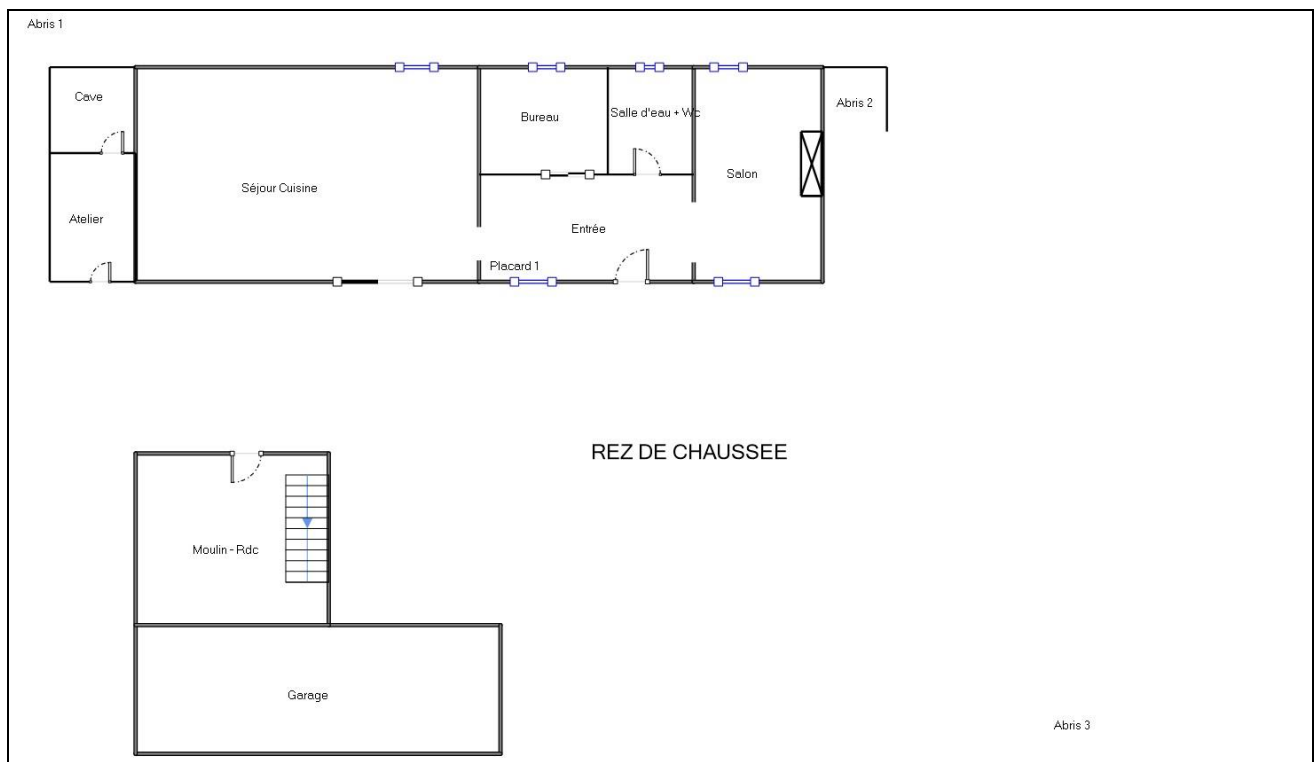 Abris 1
Cave
Bureau
Salle d'eau + Wc
Abris 2
Séjour Cuisine
Salon
Atelier
Entrée
Placard 1
REZ DE CHAUSSEE
Moulin - Rdc
Garage
Abris 3